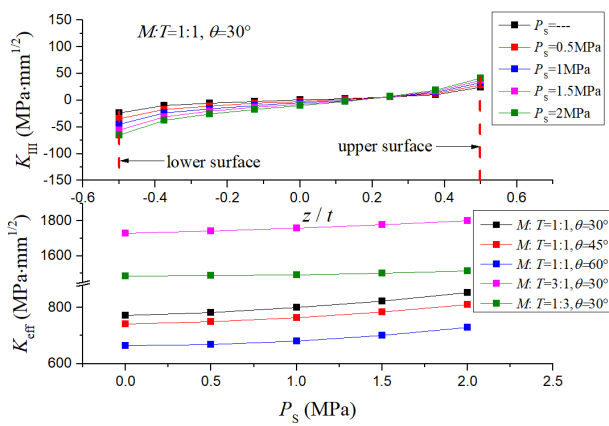 M:T=1:1, θ=30°
150
100
50
0
-50
-100
-150
K_III (MPa·mm^1/2)
P_S=---
P_S=0.5MPa
P_S=1MPa
P_S=1.5MPa
P_S=2MPa
lower surface
upper surface
-0.6 -0.4 -0.2 0.0 0.2 0.4 0.6
z / t
1800
1600
800
600
K_eff (MPa·mm^1/2)
M: T=1:1,θ=30°
M: T=1:1,θ=45°
M: T=1:1,θ=60°
M: T=3:1,θ=30°
M: T=1:3,θ=30°
0.0 0.5 1.0 1.5 2.0 2.5
P_S (MPa)